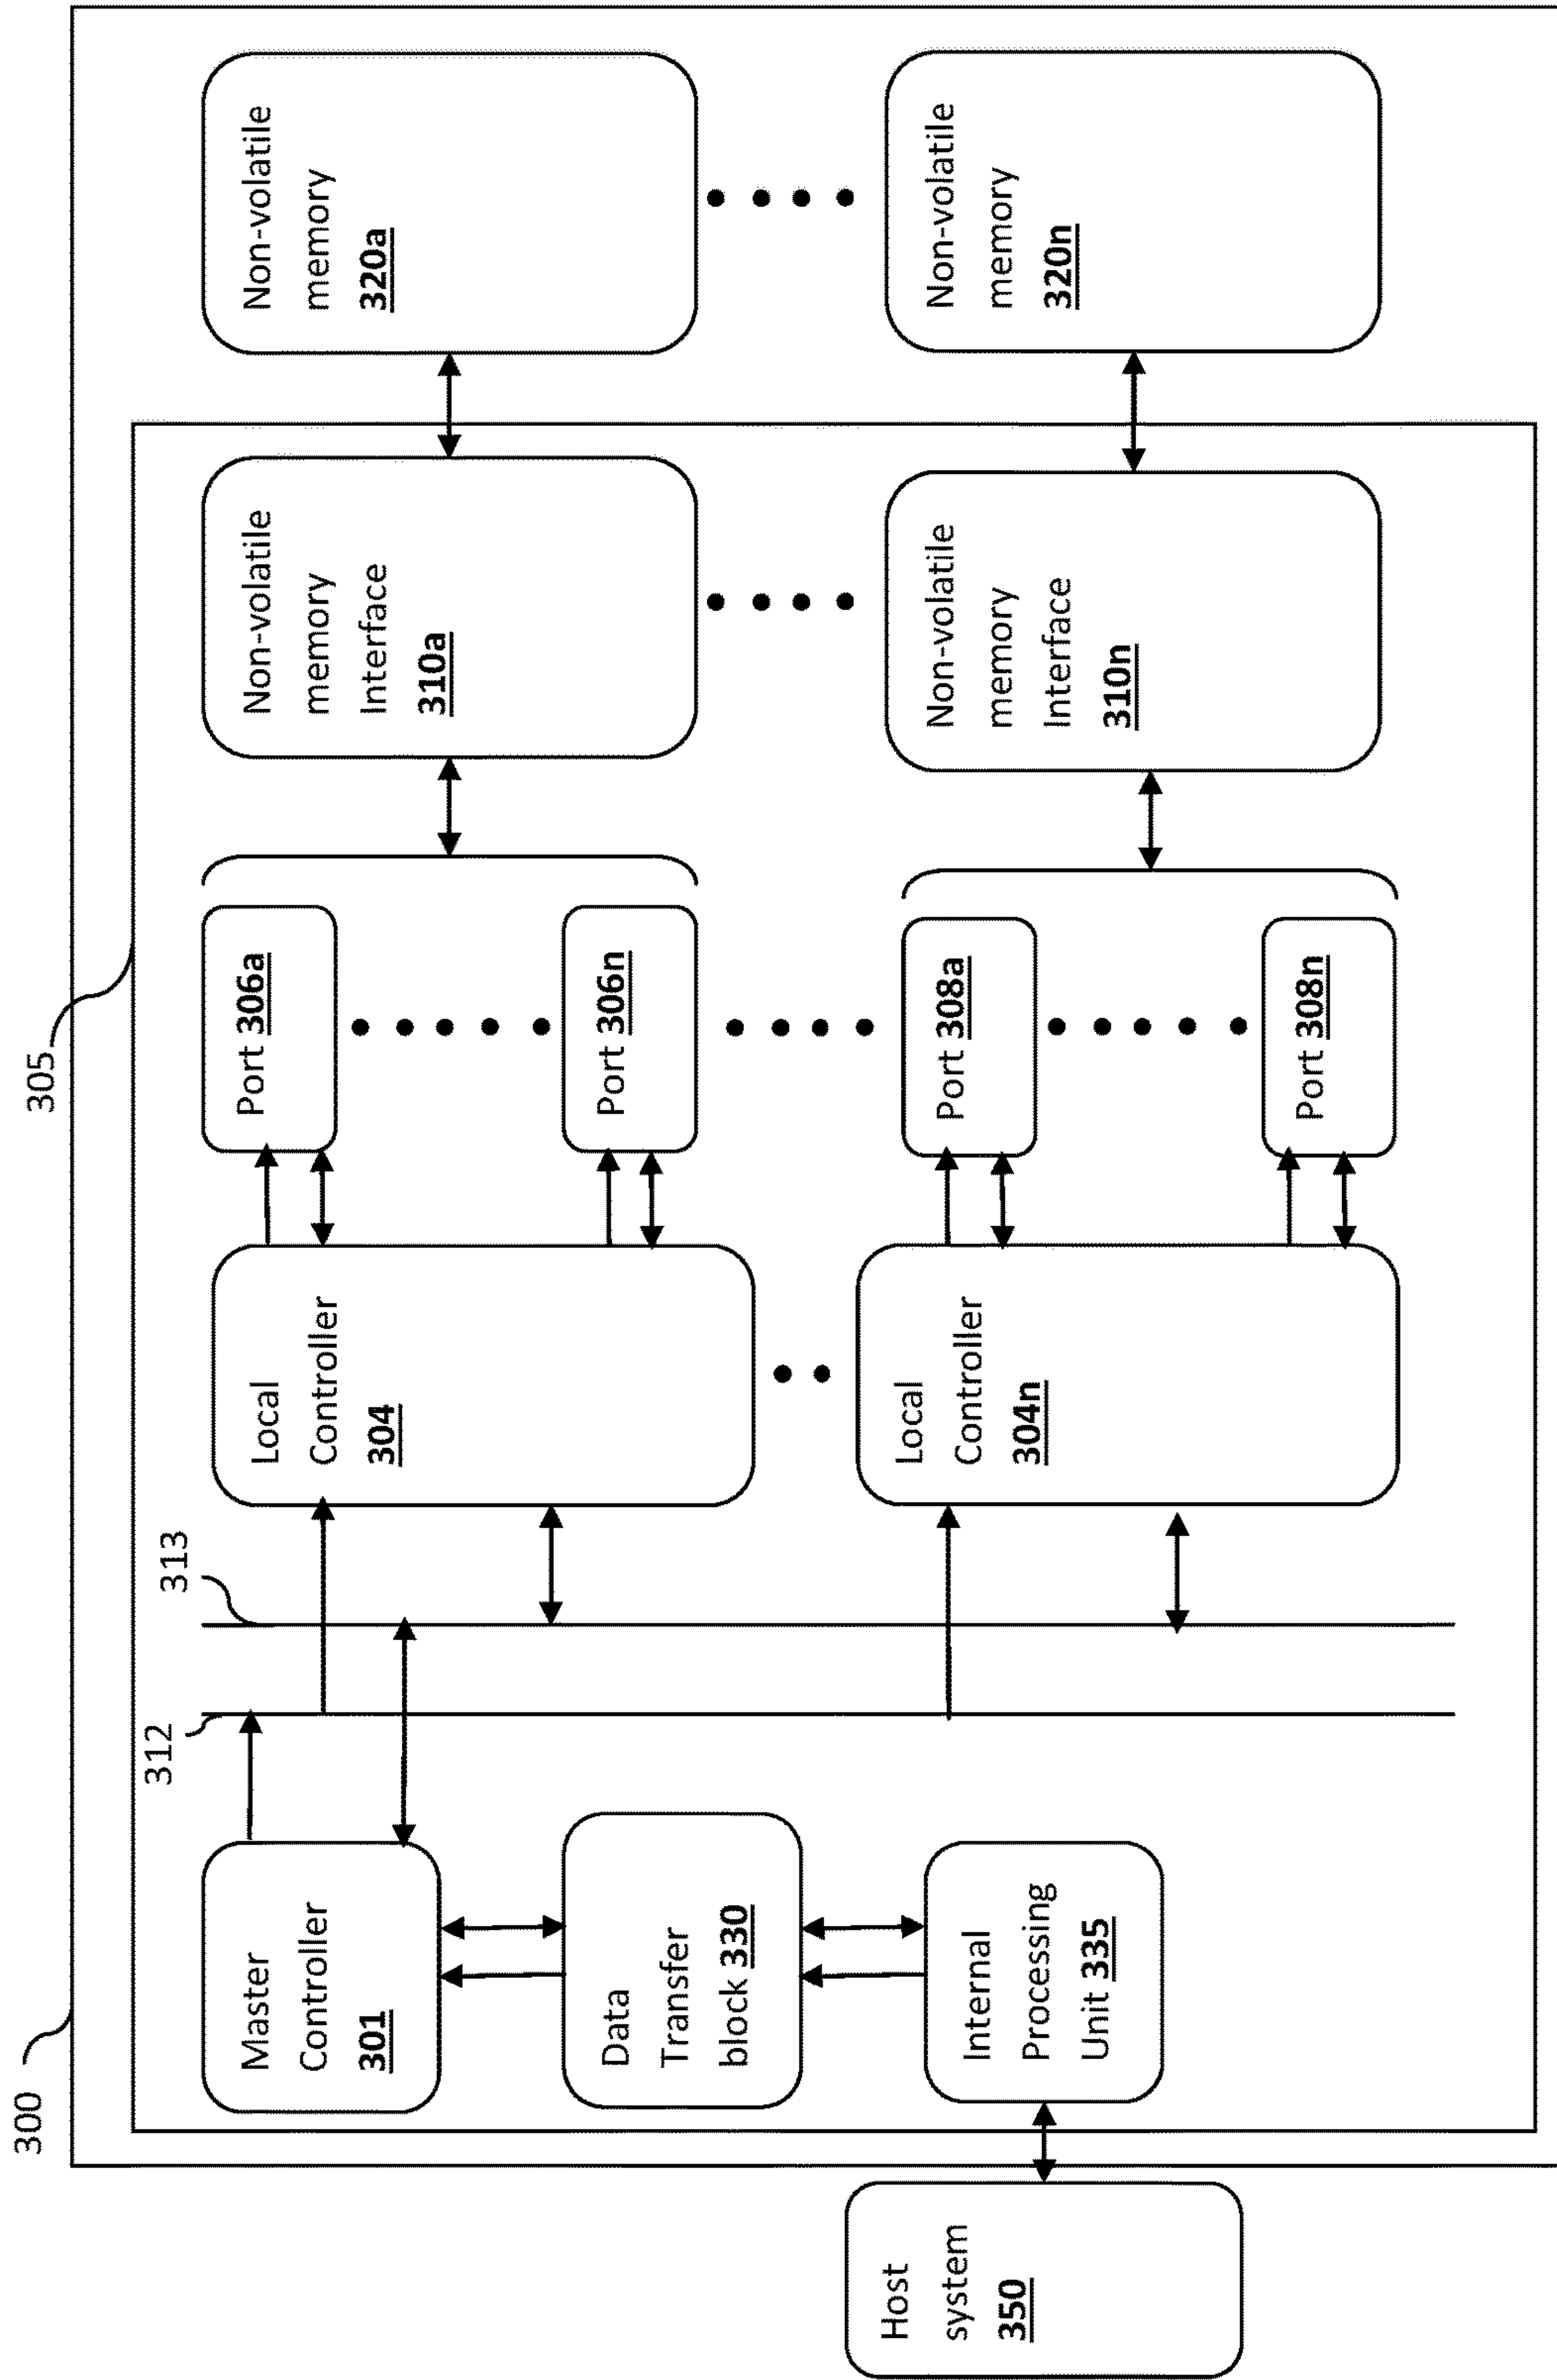 300
305
Host
system
350
Master
Controller
301
Data
Transfer
block 330
Internal
Processing
Unit 335
312
313
Local
Controller
304
Local
Controller
304n
Port 306a
Port 306n
Port 308a
Port 308n
Non-volatile
memory
Interface
310a
Non-volatile
memory
Interface
310n
Non-volatile
memory
320a
Non-volatile
memory
320n